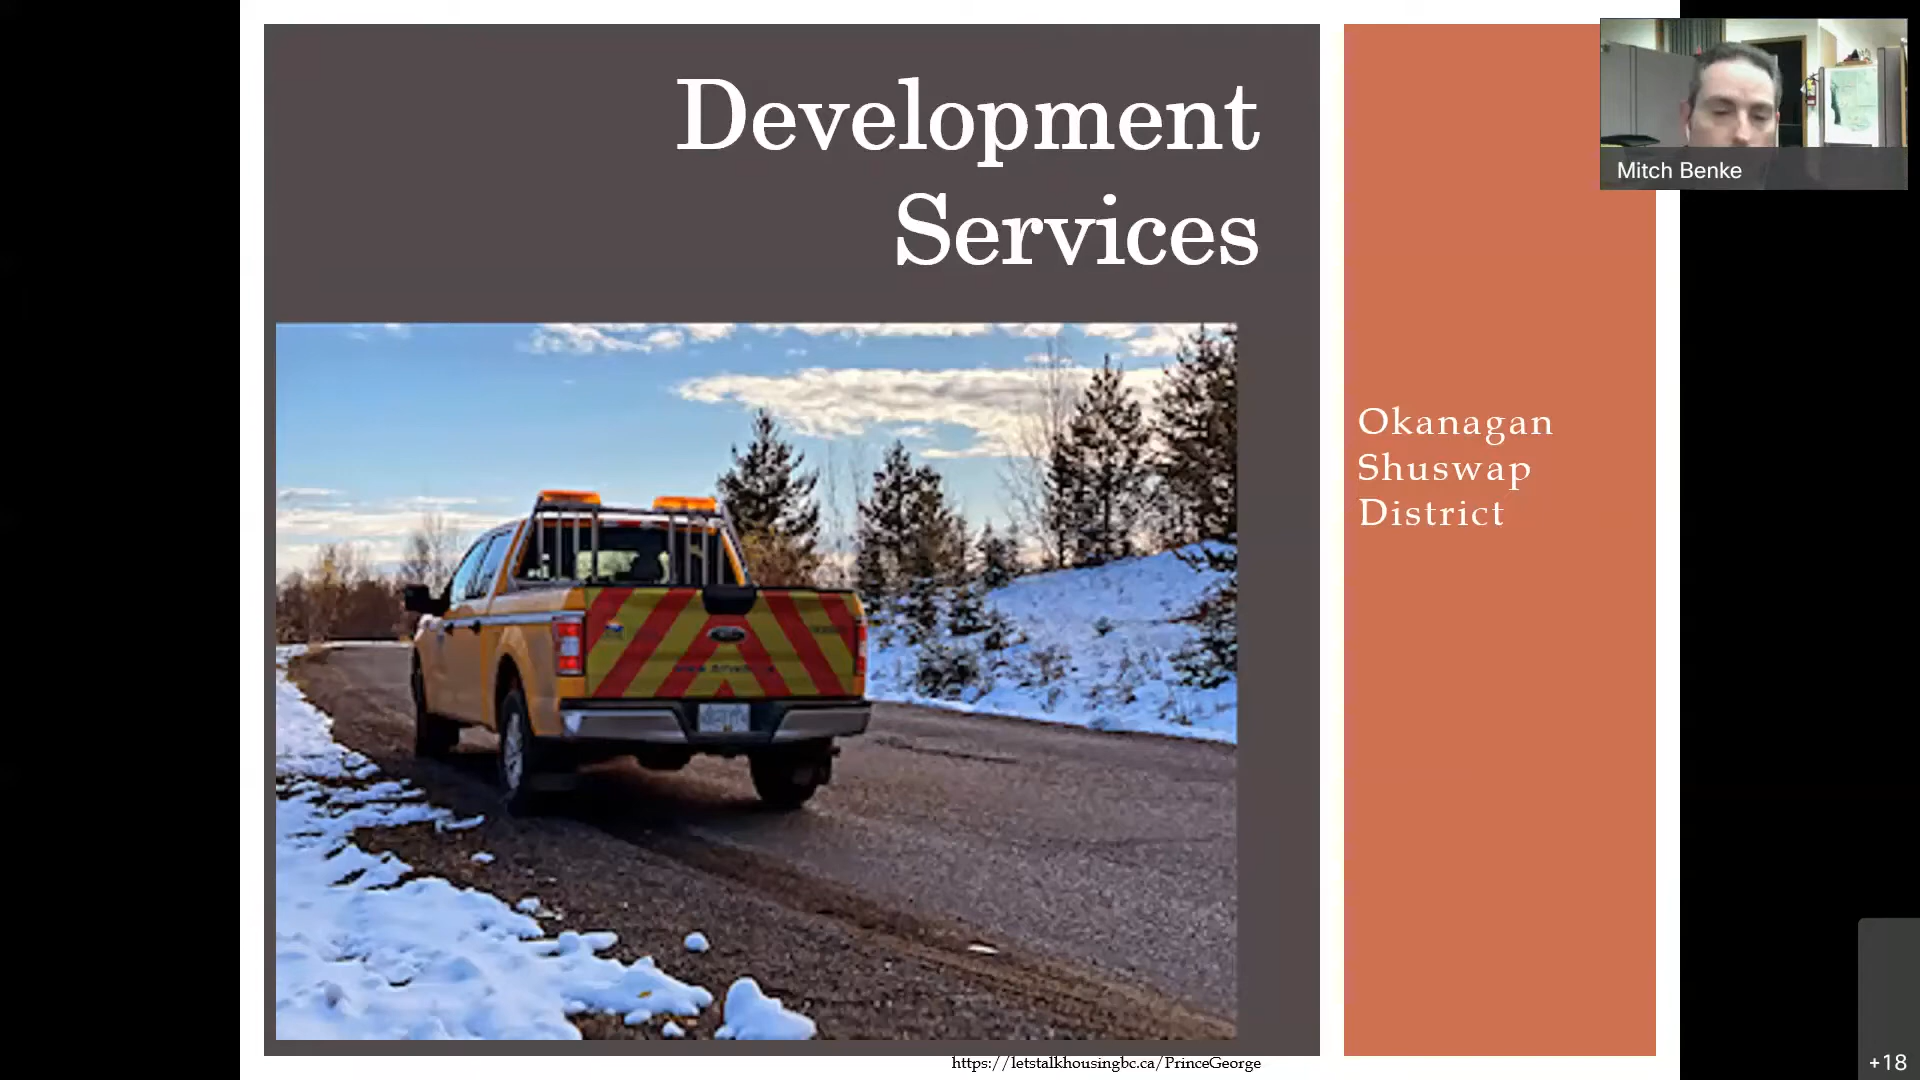 Development
Services
Okanagan
Shuswap
District
Mitch Benke
https://letstalkhousingbc.ca/PrinceGeorge
+18